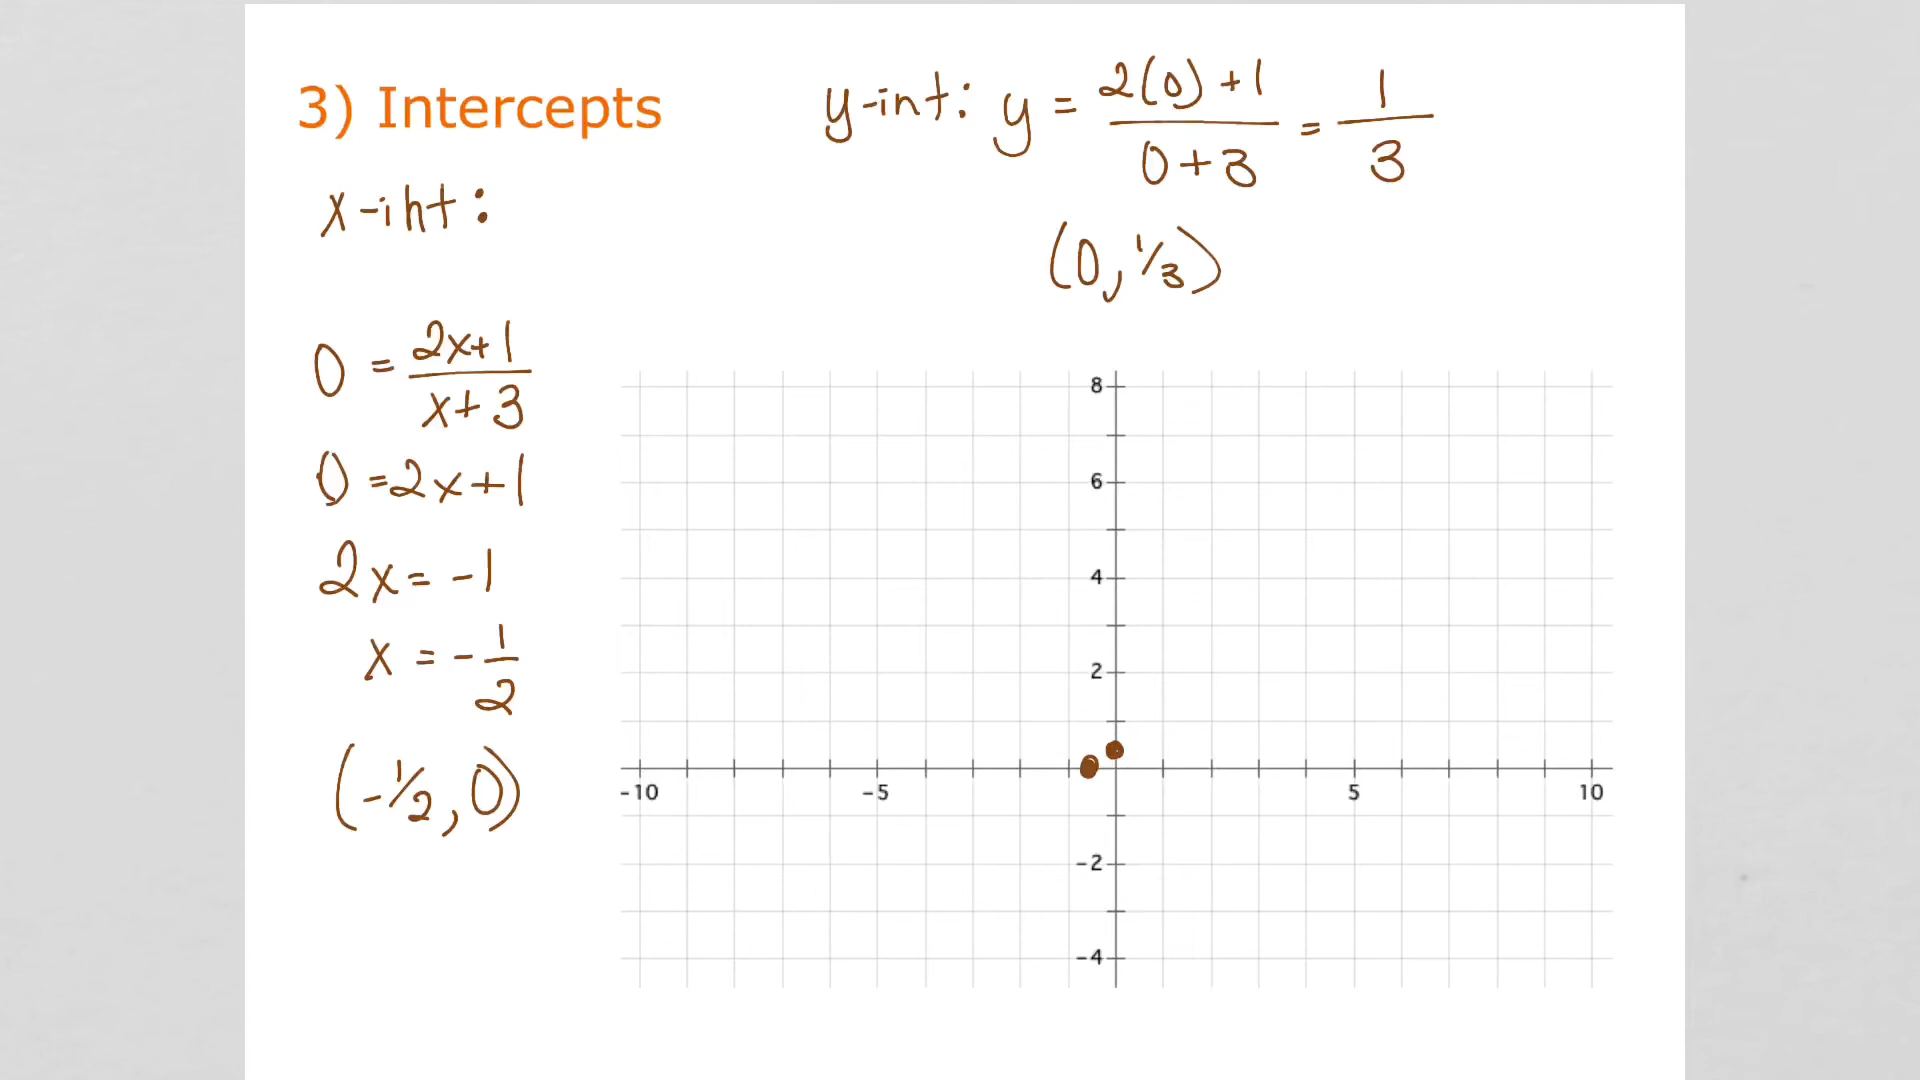 3) Intercepts
y-int: y = 2(0)+1 / 0+3 = 1/3
(0, 1/3)
x-int:
0 = 2x+1 / x+3
0 = 2x+1
2x = -1
x = -1/2
(-1/2, 0)
8
6
4
2
-10 -5 5 10
-2
-4